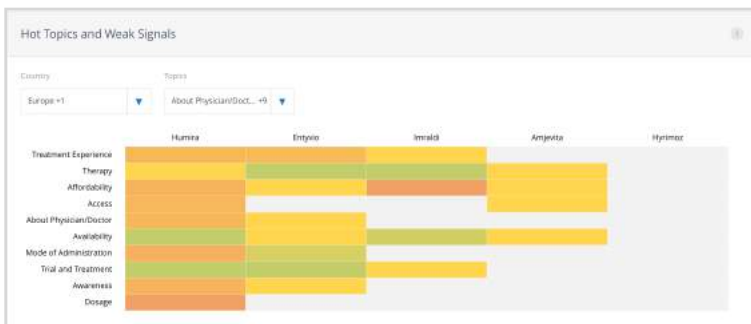 Hot Topics and Weak Signals
Country Topics
Europe +1 About Physician/Doct... +9
Humira Entyvio Imraldi Amjevita Hyrimoz
Treatment Experience
Therapy
Affordability
Access
About Physician/Doctor
Availability
Mode of Administration
Trial and Treatment
Awareness
Dosage